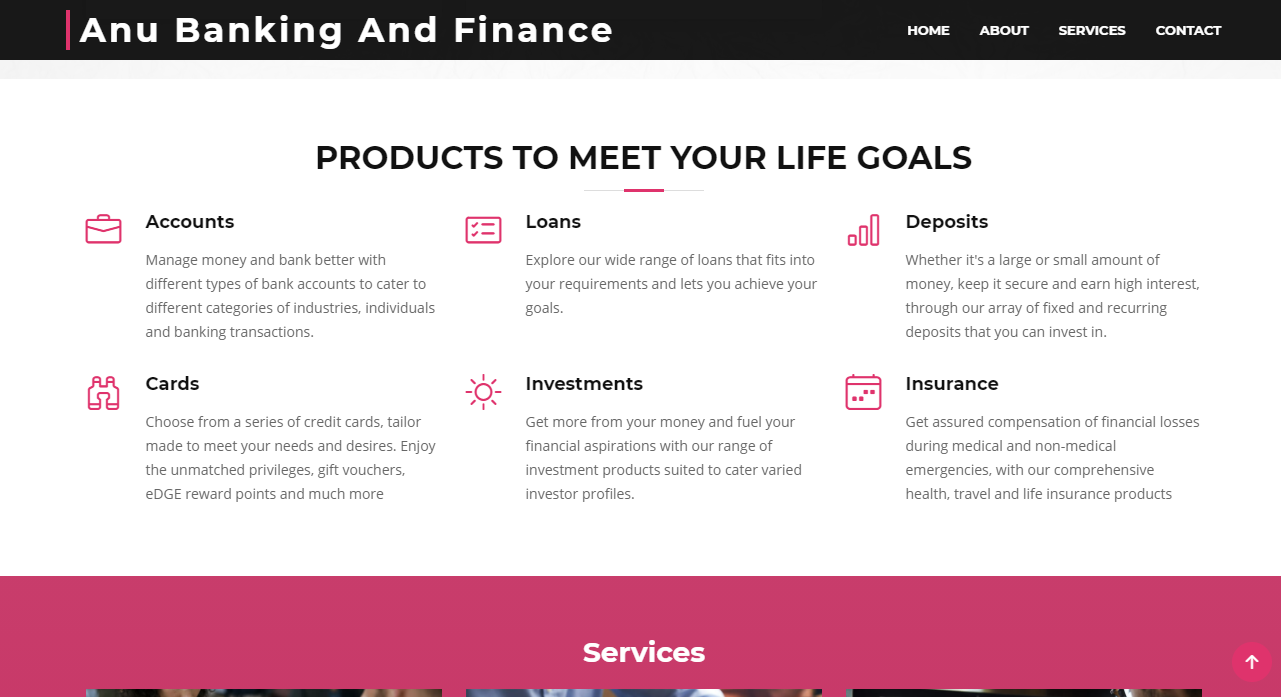 Anu Banking And Finance
HOME ABOUT SERVICES CONTACT
PRODUCTS TO MEET YOUR LIFE GOALS
Accounts
Manage money and bank better with
different types of bank accounts to cater to
different categories of industries, individuals
and banking transactions.
Loans
Explore our wide range of loans that fits into
your requirements and lets you achieve your
goals.
Deposits
Whether it's a large or small amount of
money, keep it secure and earn high interest,
through our array of fixed and recurring
deposits that you can invest in.
Cards
Choose from a series of credit cards, tailor
made to meet your needs and desires. Enjoy
the unmatched privileges, gift vouchers,
eDGE reward points and much more
Investments
Get more from your money and fuel your
financial aspirations with our range of
investment products suited to cater varied
investor profiles.
Insurance
Get assured compensation of financial losses
during medical and non-medical
emergencies, with our comprehensive
health, travel and life insurance products
Services